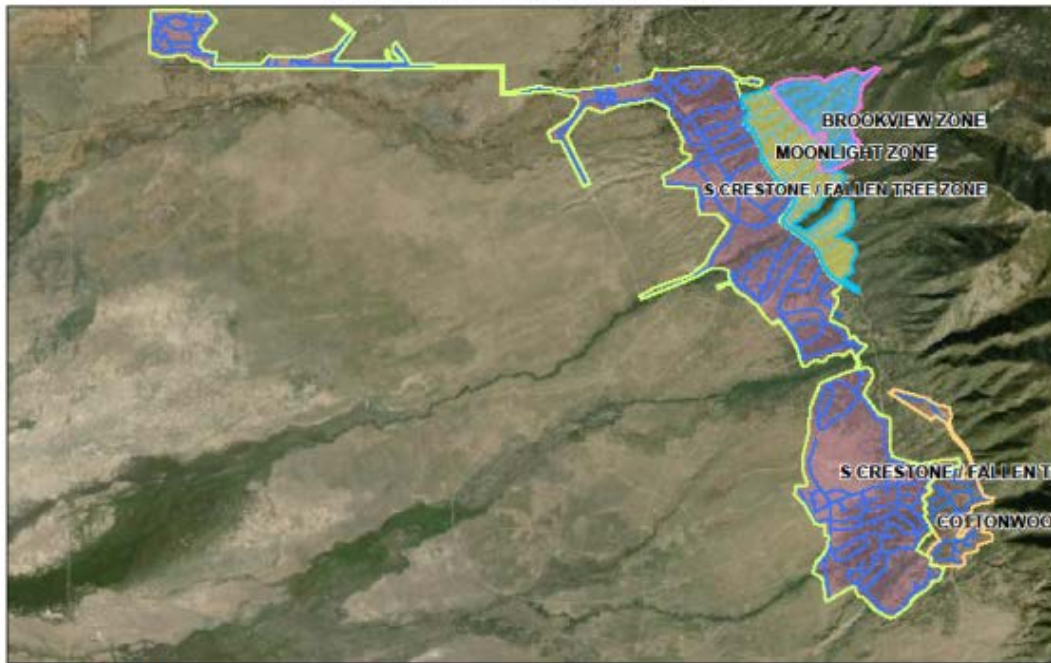 BROOKVIEW ZONE
MOONLIGHT ZONE
S CRESTONE / FALLEN TREE ZONE
S CRESTONE / FALLEN T
COTTONWOO